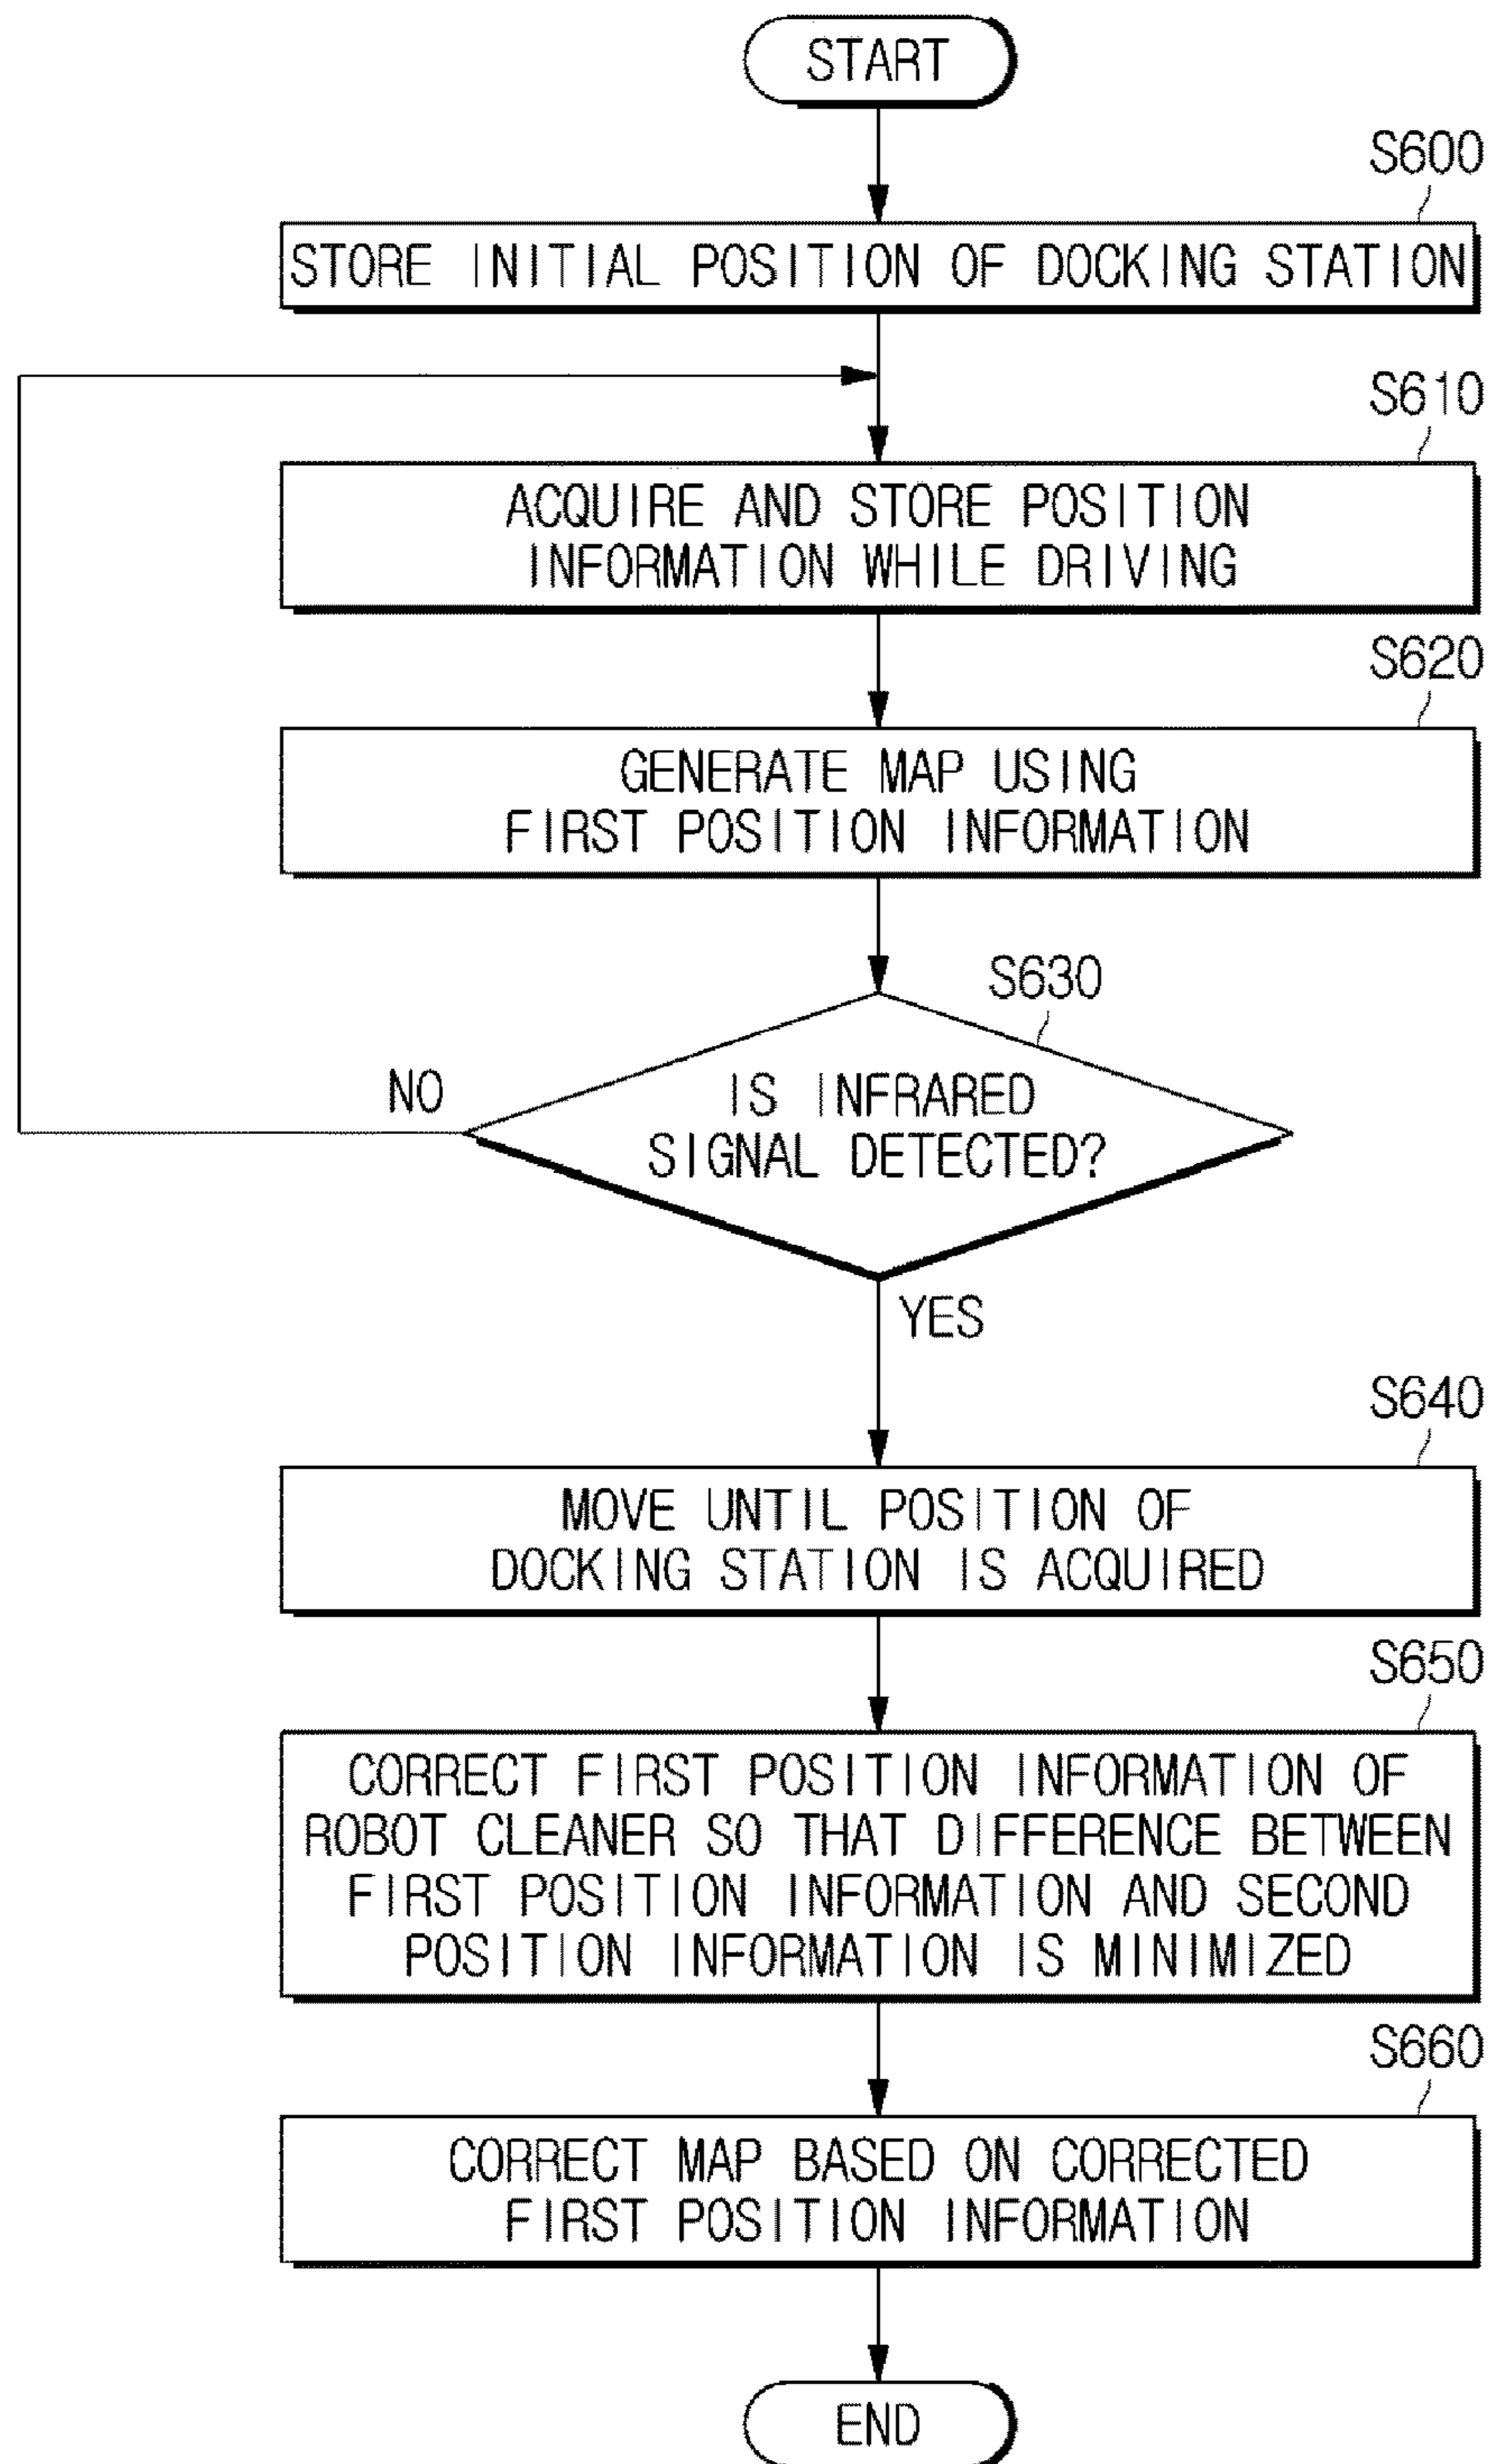 START
S600
STORE INITIAL POSITION OF DOCKING STATION
S610
ACQUIRE AND STORE POSITION
INFORMATION WHILE DRIVING
S620
GENERATE MAP USING
FIRST POSITION INFORMATION
S630
NO
IS INFRARED
SIGNAL DETECTED?
YES
S640
MOVE UNTIL POSITION OF
DOCKING STATION IS ACQUIRED
S650
CORRECT FIRST POSITION INFORMATION OF
ROBOT CLEANER SO THAT DIFFERENCE BETWEEN
FIRST POSITION INFORMATION AND SECOND
POSITION INFORMATION IS MINIMIZED
S660
CORRECT MAP BASED ON CORRECTED
FIRST POSITION INFORMATION
END